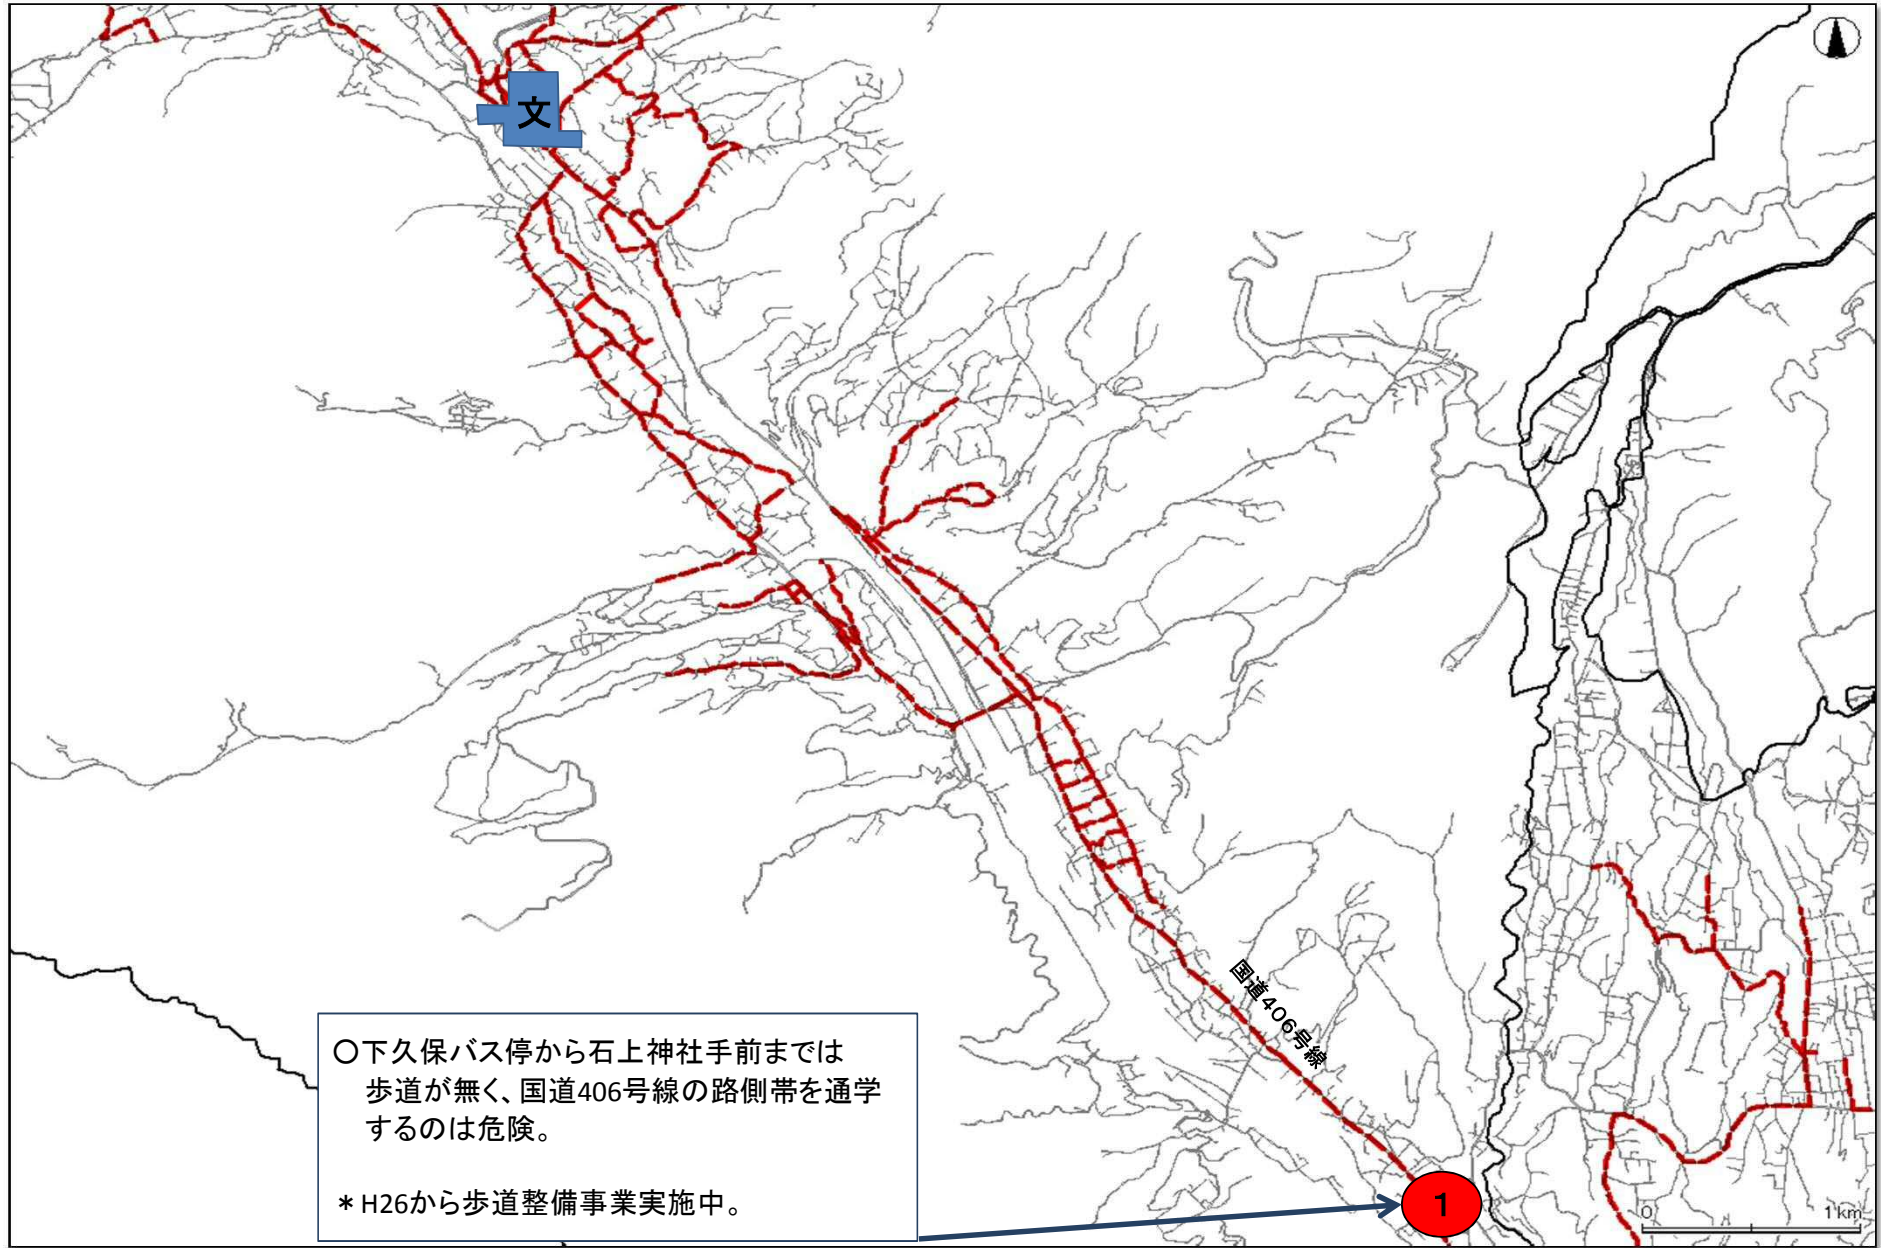 文
国道406号線
〇下久保バス停から石上神社手前までは
歩道が無く、国道406号線の路側帯を通学
するのは危険。
＊H26から歩道整備事業実施中。
1
0 1km